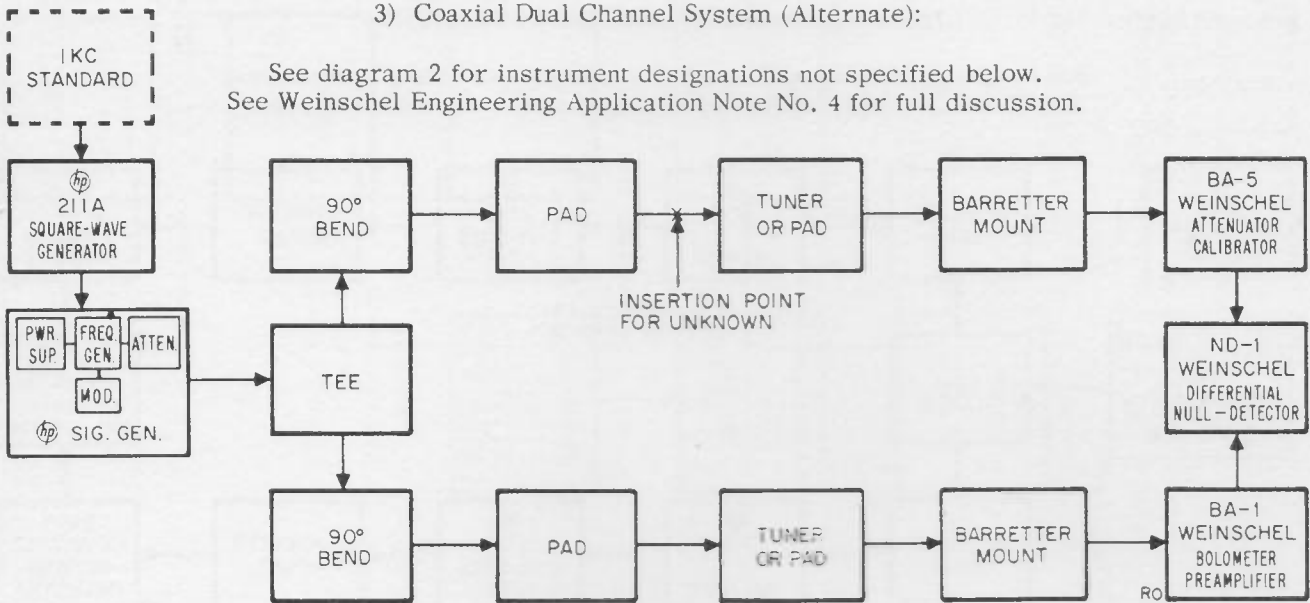 3) Coaxial Dual Channel System (Alternate):
See diagram 2 for instrument designations not specified below.
See Weinschel Engineering Application Note No. 4 for full discussion.
1KC
STANDARD
hp
211A
SQUARE-WAVE
GENERATOR
PWR.
SUP.
FREQ.
GEN.
ATTEN.
MOD.
hp SIG. GEN.
TEE
90°
BEND
PAD
INSERTION POINT
FOR UNKNOWN
TUNER
OR PAD
BARRETTER
MOUNT
BA-5
WEINSCHEL
ATTENUATOR
CALIBRATOR
ND-1
WEINSCHEL
DIFFERENTIAL
NULL-DETECTOR
90°
BEND
PAD
TUNER
OR PAD
BARRETTER
MOUNT
BA-1
WEINSCHEL
BOLOMETER
PREAMPLIFIER
RO